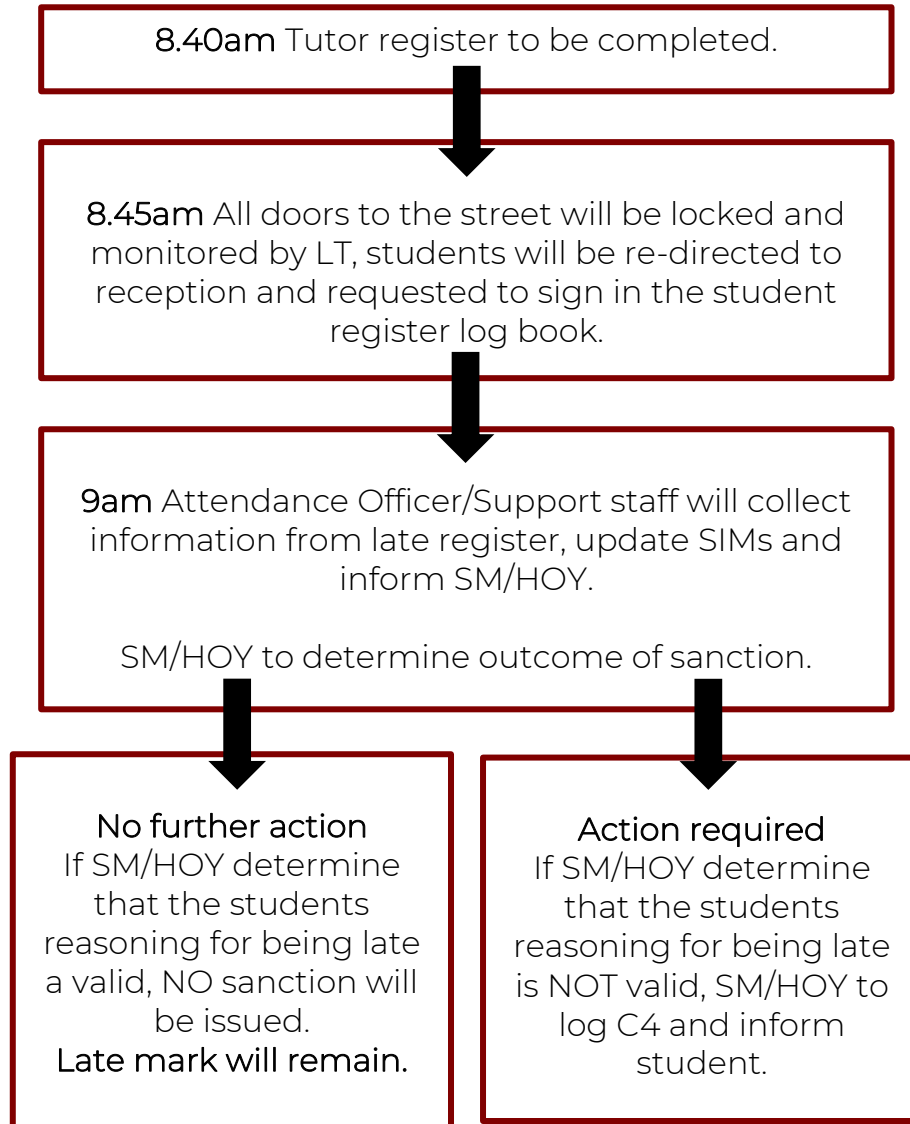 8.40am Tutor register to be completed.
8.45am All doors to the street will be locked and
monitored by LT, students will be re-directed to
reception and requested to sign in the student
register log book.
9am Attendance Officer/Support staff will collect
information from late register, update SIMs and
inform SM/HOY.
SM/HOY to determine outcome of sanction.
No further action
If SM/HOY determine
that the students
reasoning for being late
a valid, NO sanction will
be issued.
Late mark will remain.
Action required
If SM/HOY determine
that the students
reasoning for being late
is NOT valid, SM/HOY to
log C4 and inform
student.